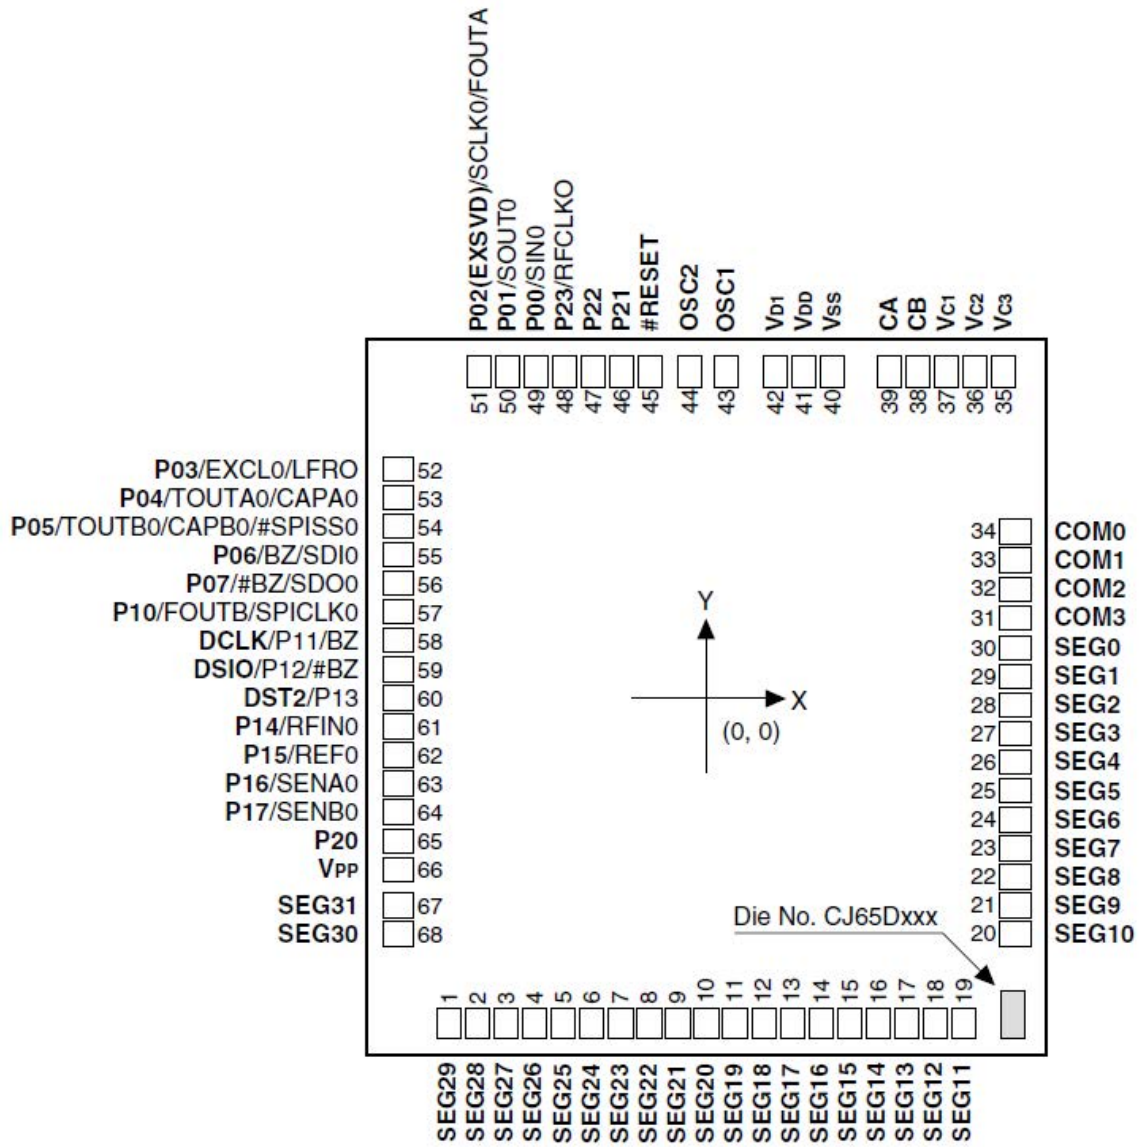 P02(EXSVD)/SCLK0/FOUTA
P01/SOUT0
P00/SIN0
P23/RFCLKO
P22
P21
#RESET
OSC2
OSC1
VD1
VDD
VSS
CA
CB
VC1
VC2
VC3
51
50
49
48
47
46
45
44
43
42
41
40
39
38
37
36
35
P03/EXCL0/LFRO 52
P04/TOUTA0/CAPA0 53
P05/TOUTB0/CAPB0/#SPISS0 54
P06/BZ/SDI0 55
P07/#BZ/SDO0 56
P10/FOUTB/SPICLK0 57
DCLK/P11/BZ 58
DSIO/P12/#BZ 59
DST2/P13 60
P14/RFIN0 61
P15/REF0 62
P16/SENA0 63
P17/SENB0 64
P20 65
VPP 66
SEG31 67
SEG30 68
Y
X
(0, 0)
34 COM0
33 COM1
32 COM2
31 COM3
30 SEG0
29 SEG1
28 SEG2
27 SEG3
26 SEG4
25 SEG5
24 SEG6
23 SEG7
22 SEG8
21 SEG9
20 SEG10
Die No. CJ65Dxxx
1
2
3
4
5
6
7
8
9
10
11
12
13
14
15
16
17
18
19
SEG29
SEG28
SEG27
SEG26
SEG25
SEG24
SEG23
SEG22
SEG21
SEG20
SEG19
SEG18
SEG17
SEG16
SEG15
SEG14
SEG13
SEG12
SEG11